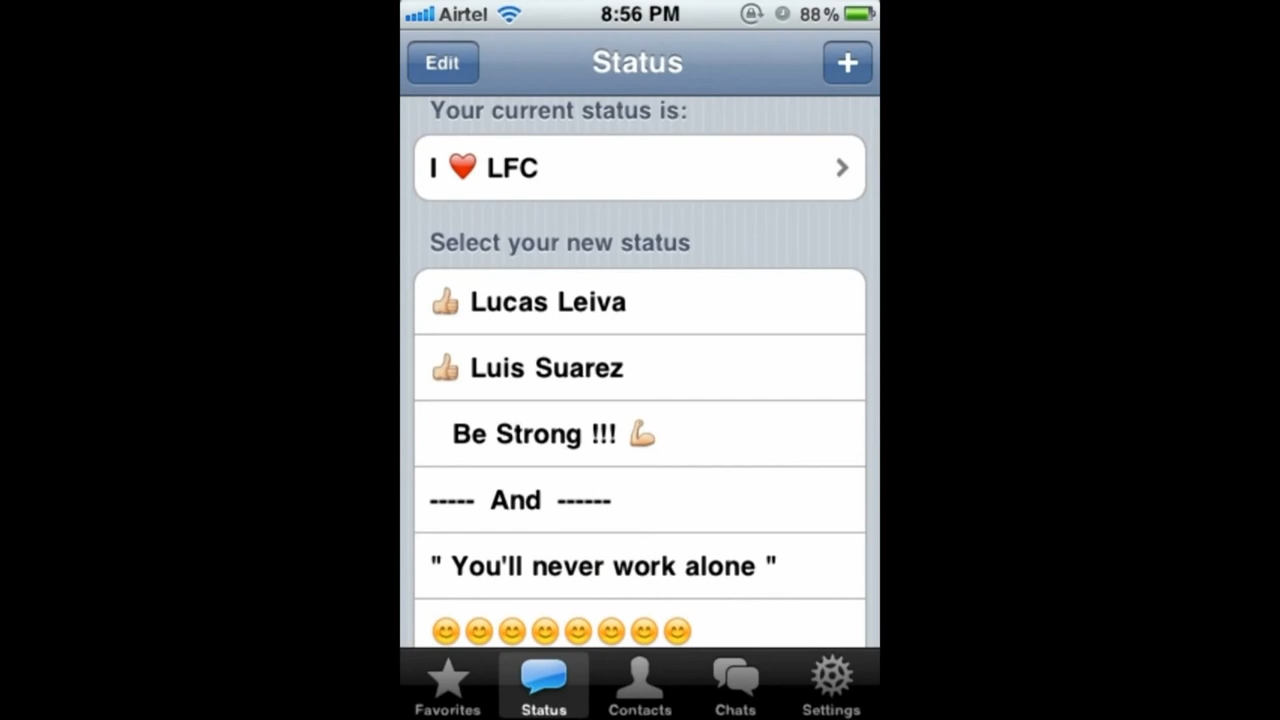 Airtel 8:56 PM 88%
Edit Status +
Your current status is:
I ❤️ LFC
Select your new status
👍 Lucas Leiva
👍 Luis Suarez
Be Strong !!! 💪
----- And ------
" You'll never work alone "
😊😊😊😊😊😊😊😊
Favorites Status Contacts Chats Settings